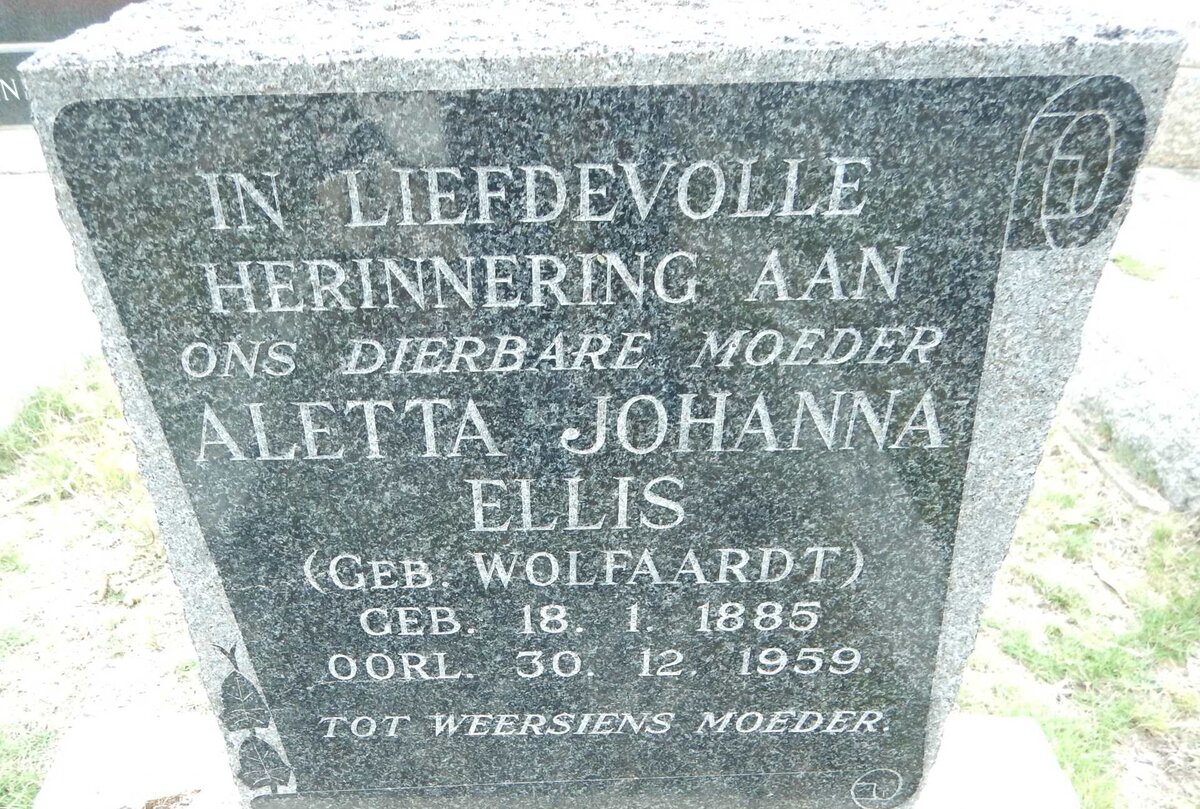 IN LIEFDEVOLLE
HERINNERING AAN
ONS DIERBARE MOEDER
ALETTA JOHANNA
ELLIS
(GEB. WOLFAARDT)
GEB. 18. 1. 1885
OORL. 30. 12. 1959.
TOT WEERSIENS MOEDER.